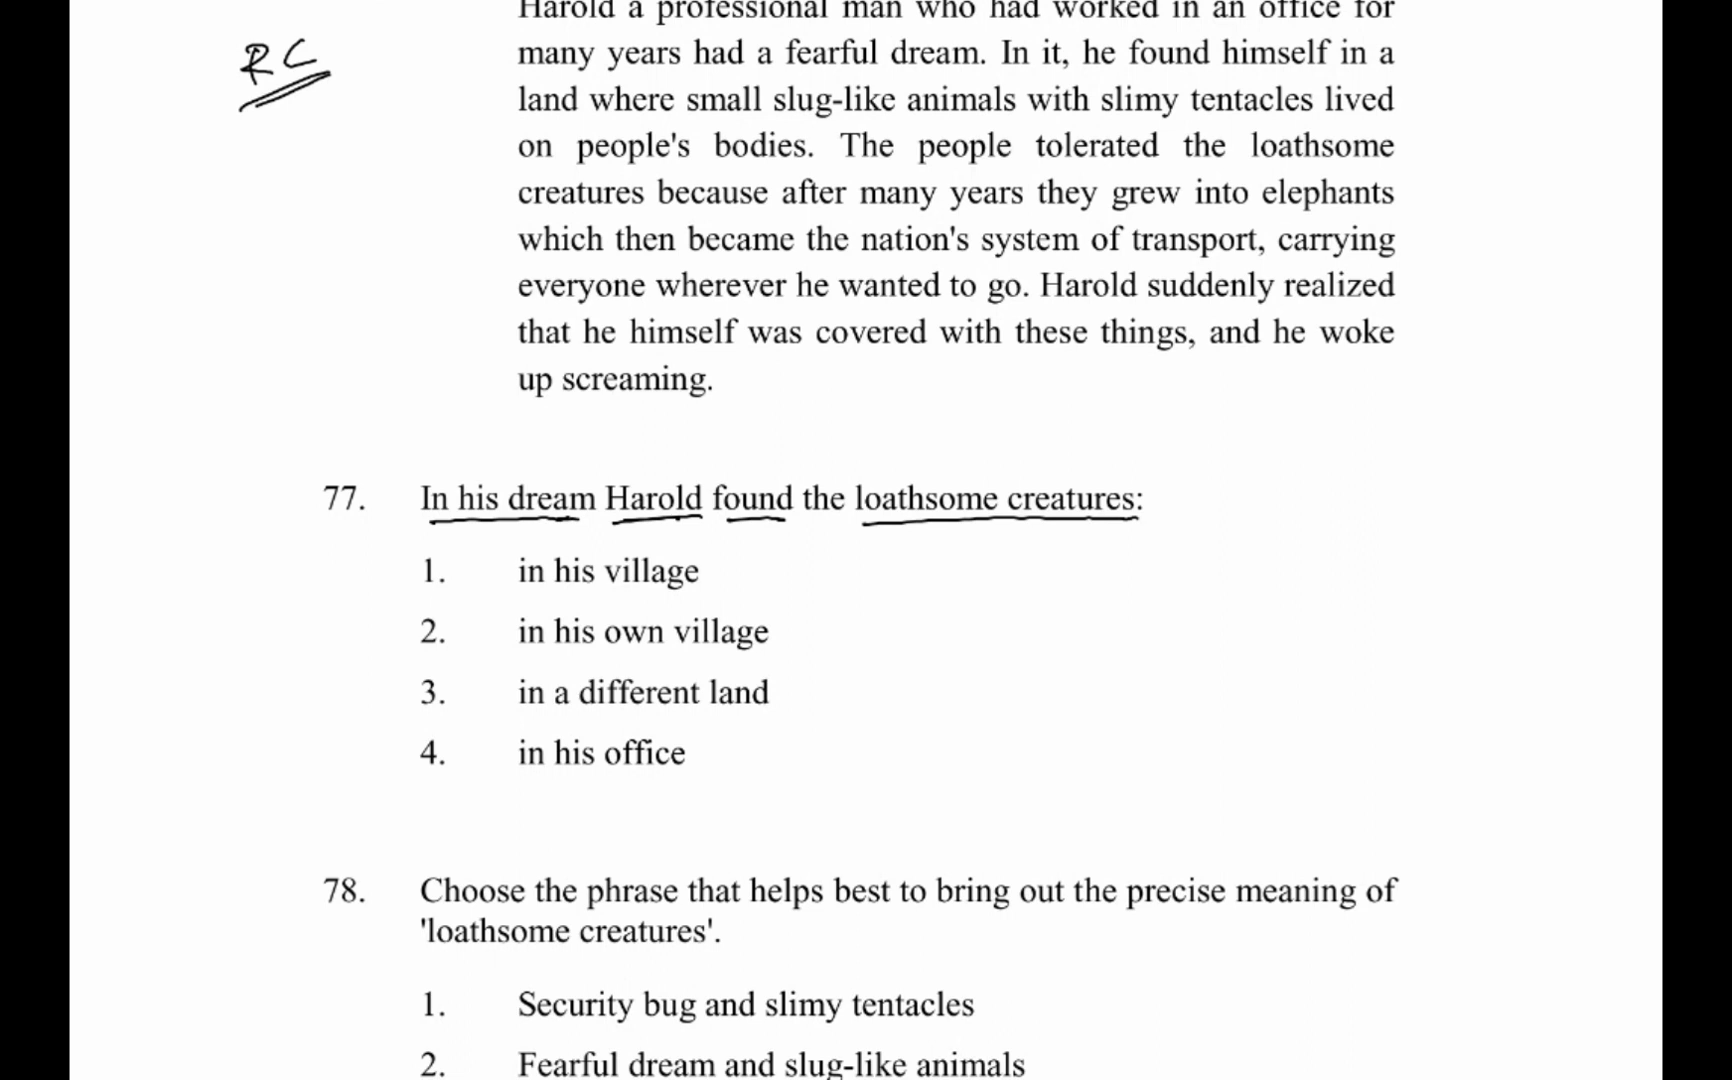 Harold a professional man who had worked in an office for
RC
many years had a fearful dream. In it, he found himself in a
land where small slug-like animals with slimy tentacles lived
on people's bodies. The people tolerated the loathsome
creatures because after many years they grew into elephants
which then became the nation's system of transport, carrying
everyone wherever he wanted to go. Harold suddenly realized
that he himself was covered with these things, and he woke
up screaming.
77. In his dream Harold found the loathsome creatures:
1. in his village
2. in his own village
3. in a different land
4. in his office
78. Choose the phrase that helps best to bring out the precise meaning of
'loathsome creatures'.
1. Security bug and slimy tentacles
2. Fearful dream and slug-like animals